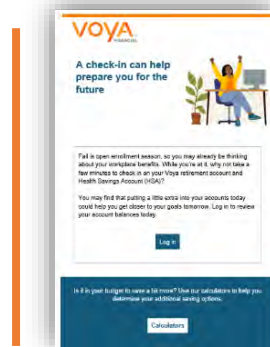 VOYA
FINANCIAL
A check-in can help
prepare you for the
future
Fall is open enrollment season, so you may already be thinking
about your workplace benefits. While you're at it, why not take a
few minutes to check in on your Voya retirement account and
Health Savings Account (HSA)?
You may find that putting a little extra into your accounts today
could help you get closer to your goals tomorrow. Log in to review
your account balances today.
Log in
Is it in your budget to save a bit more? Use our calculators to help you
determine your additional saving options.
Calculators